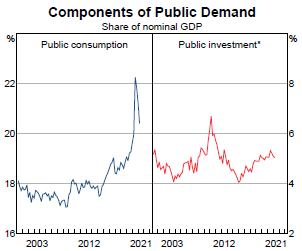 Components of Public Demand
Share of nominal GDP
% %
Public consumption Public investment*
22 8
20 6
18 4
16 2
2003 2012 2021 2003 2012 2021